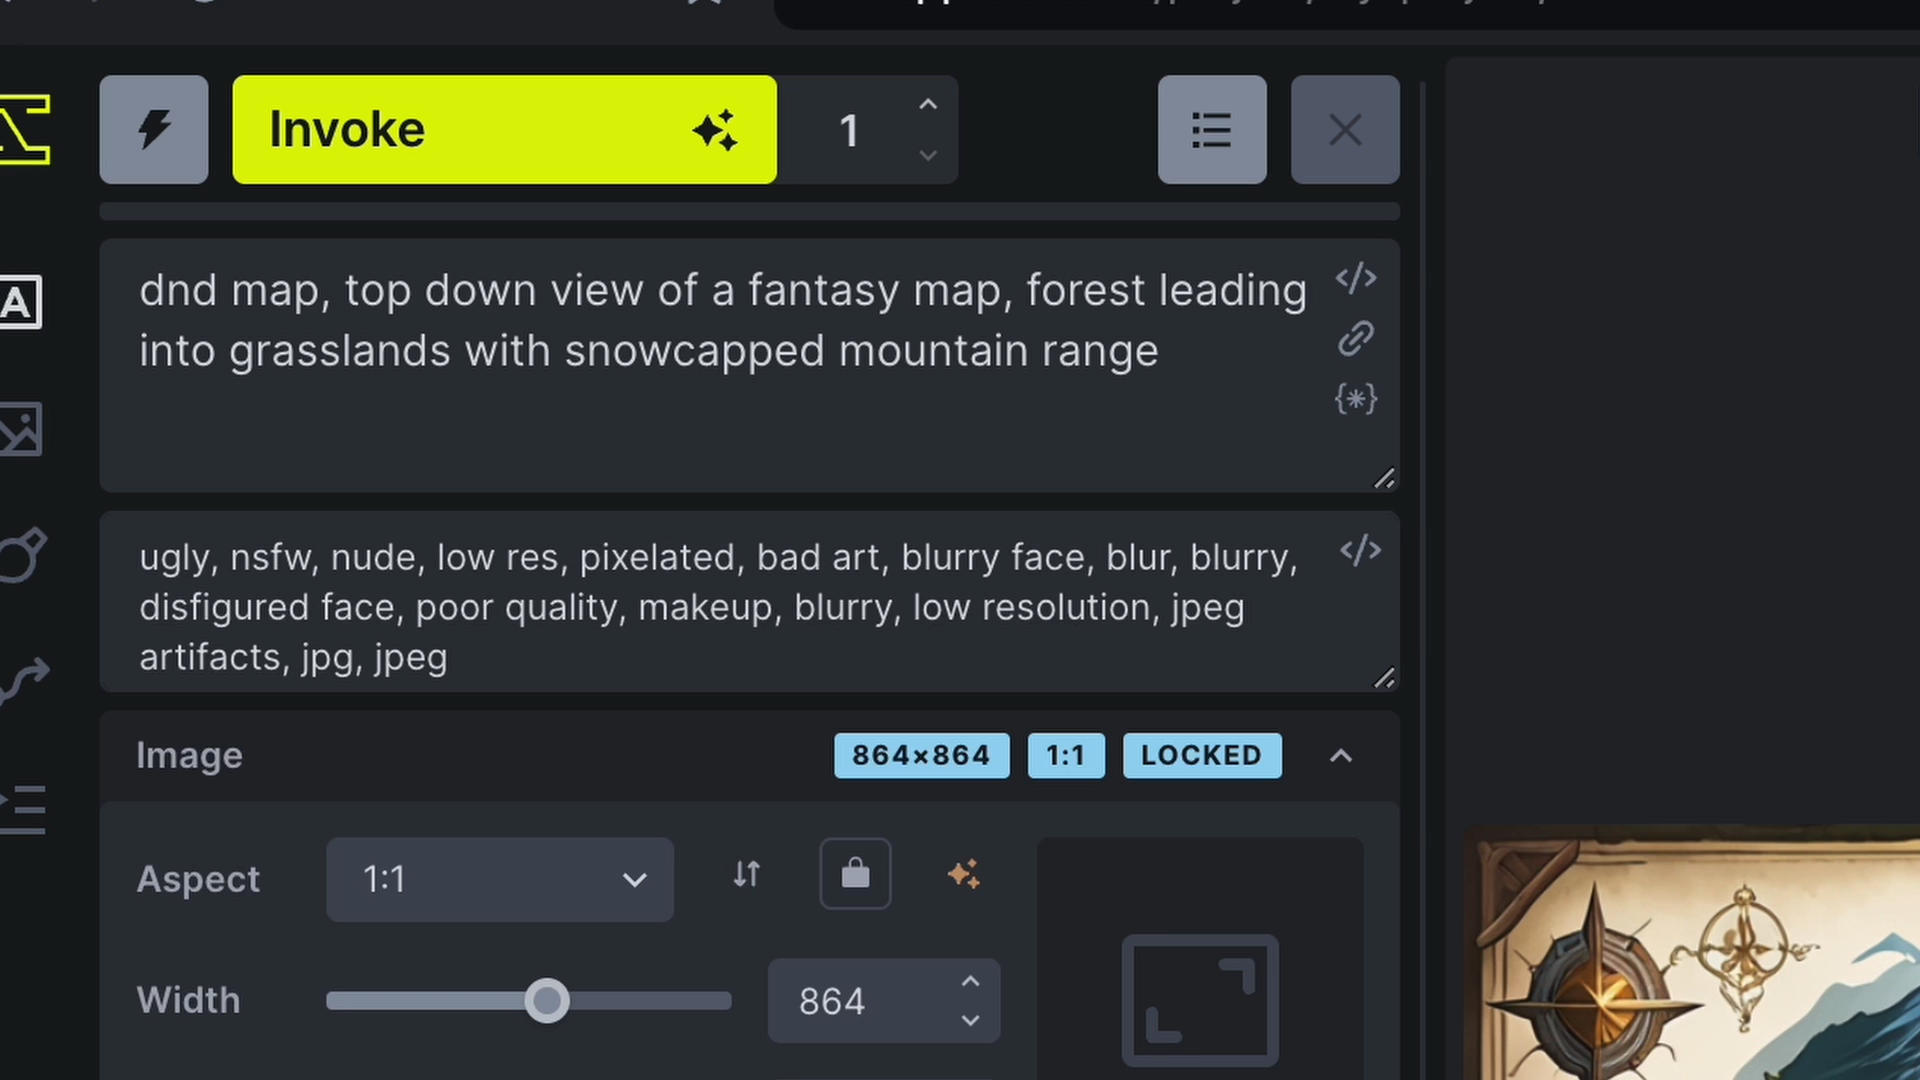 Invoke
1
dnd map, top down view of a fantasy map, forest leading
into grasslands with snowcapped mountain range
ugly, nsfw, nude, low res, pixelated, bad art, blurry face, blur, blurry,
disfigured face, poor quality, makeup, blurry, low resolution, jpeg
artifacts, jpg, jpeg
Image
864×864
1:1
LOCKED
Aspect
1:1
Width
864
A